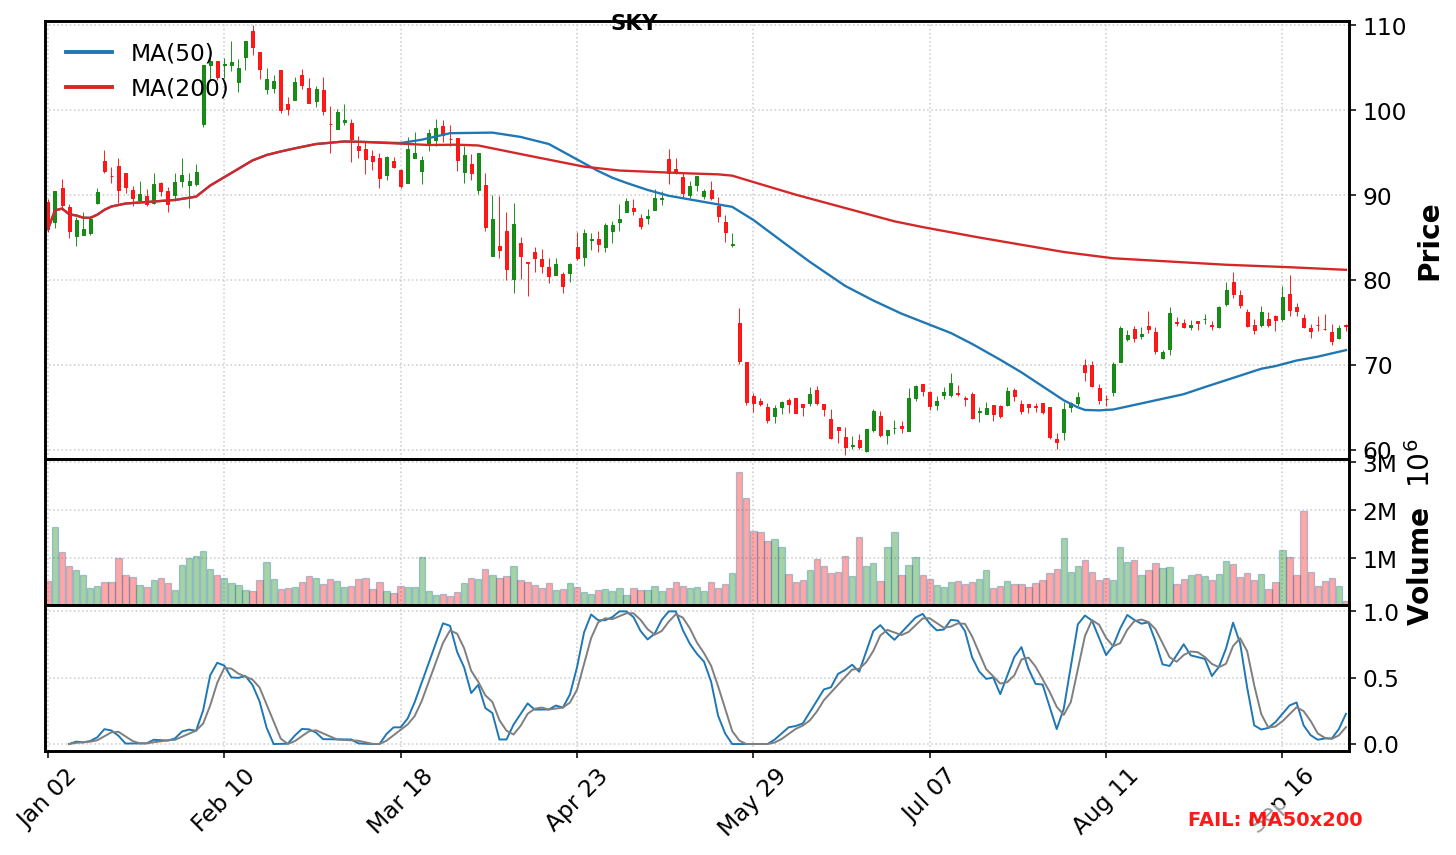 SKY
MA(50)
MA(200)
110
100
90
80
70
60
Price
3M
2M
1M
Volume 10⁶
1.0
0.5
0.0
Jan 02
Feb 10
Mar 18
Apr 23
May 29
Jul 07
Aug 11
Sep 16
FAIL: MA50x200